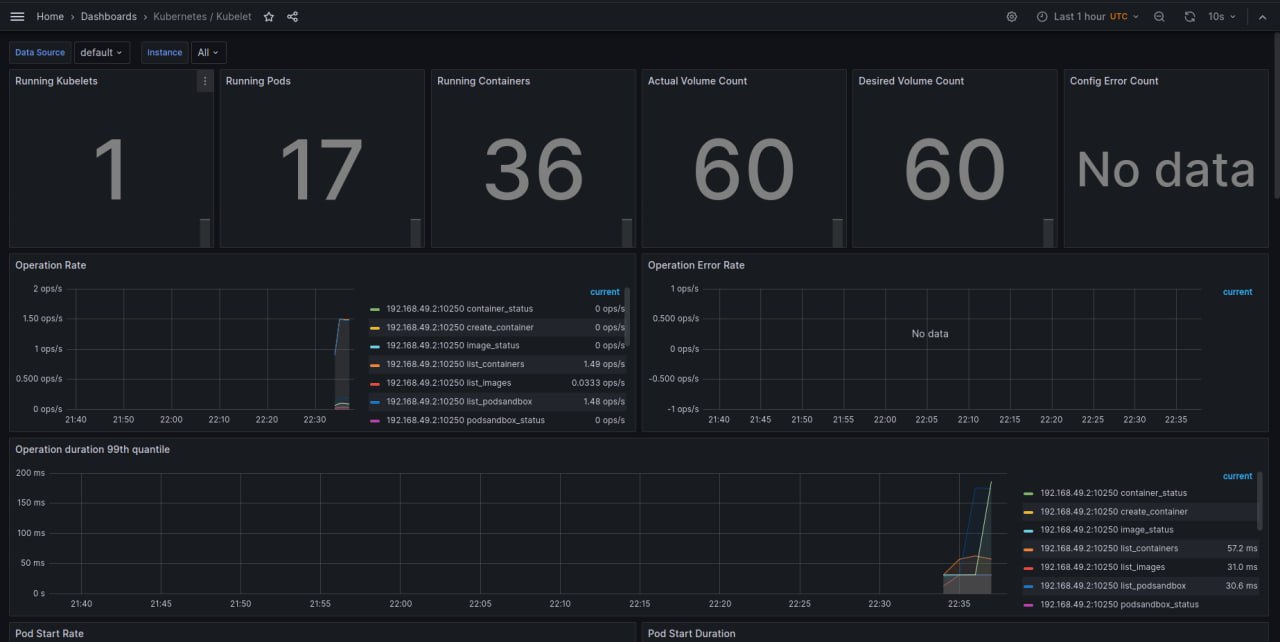 Home › Dashboards › Kubernetes / Kubelet Last 1 hour UTC 10s
Data Source default Instance All
Running Kubelets
1
Running Pods
17
Running Containers
36
Actual Volume Count
60
Desired Volume Count
60
Config Error Count
No data
Operation Rate
2 ops/s
1.50 ops/s
1 ops/s
0.500 ops/s
0 ops/s
21:40 21:50 22:00 22:10 22:20 22:30
current
192.168.49.2:10250 container_status 0 ops/s
192.168.49.2:10250 create_container 0 ops/s
192.168.49.2:10250 image_status 0 ops/s
192.168.49.2:10250 list_containers 1.49 ops/s
192.168.49.2:10250 list_images 0.0333 ops/s
192.168.49.2:10250 list_podsandbox 1.48 ops/s
192.168.49.2:10250 podsandbox_status 0 ops/s
Operation Error Rate
1 ops/s
0.500 ops/s
0 ops/s
-0.500 ops/s
-1 ops/s
No data
21:40 21:45 21:50 21:55 22:00 22:05 22:10 22:15 22:20 22:25 22:30 22:35
current
Operation duration 99th quantile
200 ms
150 ms
100 ms
50 ms
0 s
21:40 21:45 21:50 21:55 22:00 22:05 22:10 22:15 22:20 22:25 22:30 22:35
current
192.168.49.2:10250 container_status
192.168.49.2:10250 create_container
192.168.49.2:10250 image_status
192.168.49.2:10250 list_containers 57.2 ms
192.168.49.2:10250 list_images 31.0 ms
192.168.49.2:10250 list_podsandbox 30.6 ms
192.168.49.2:10250 podsandbox_status
Pod Start Rate
Pod Start Duration